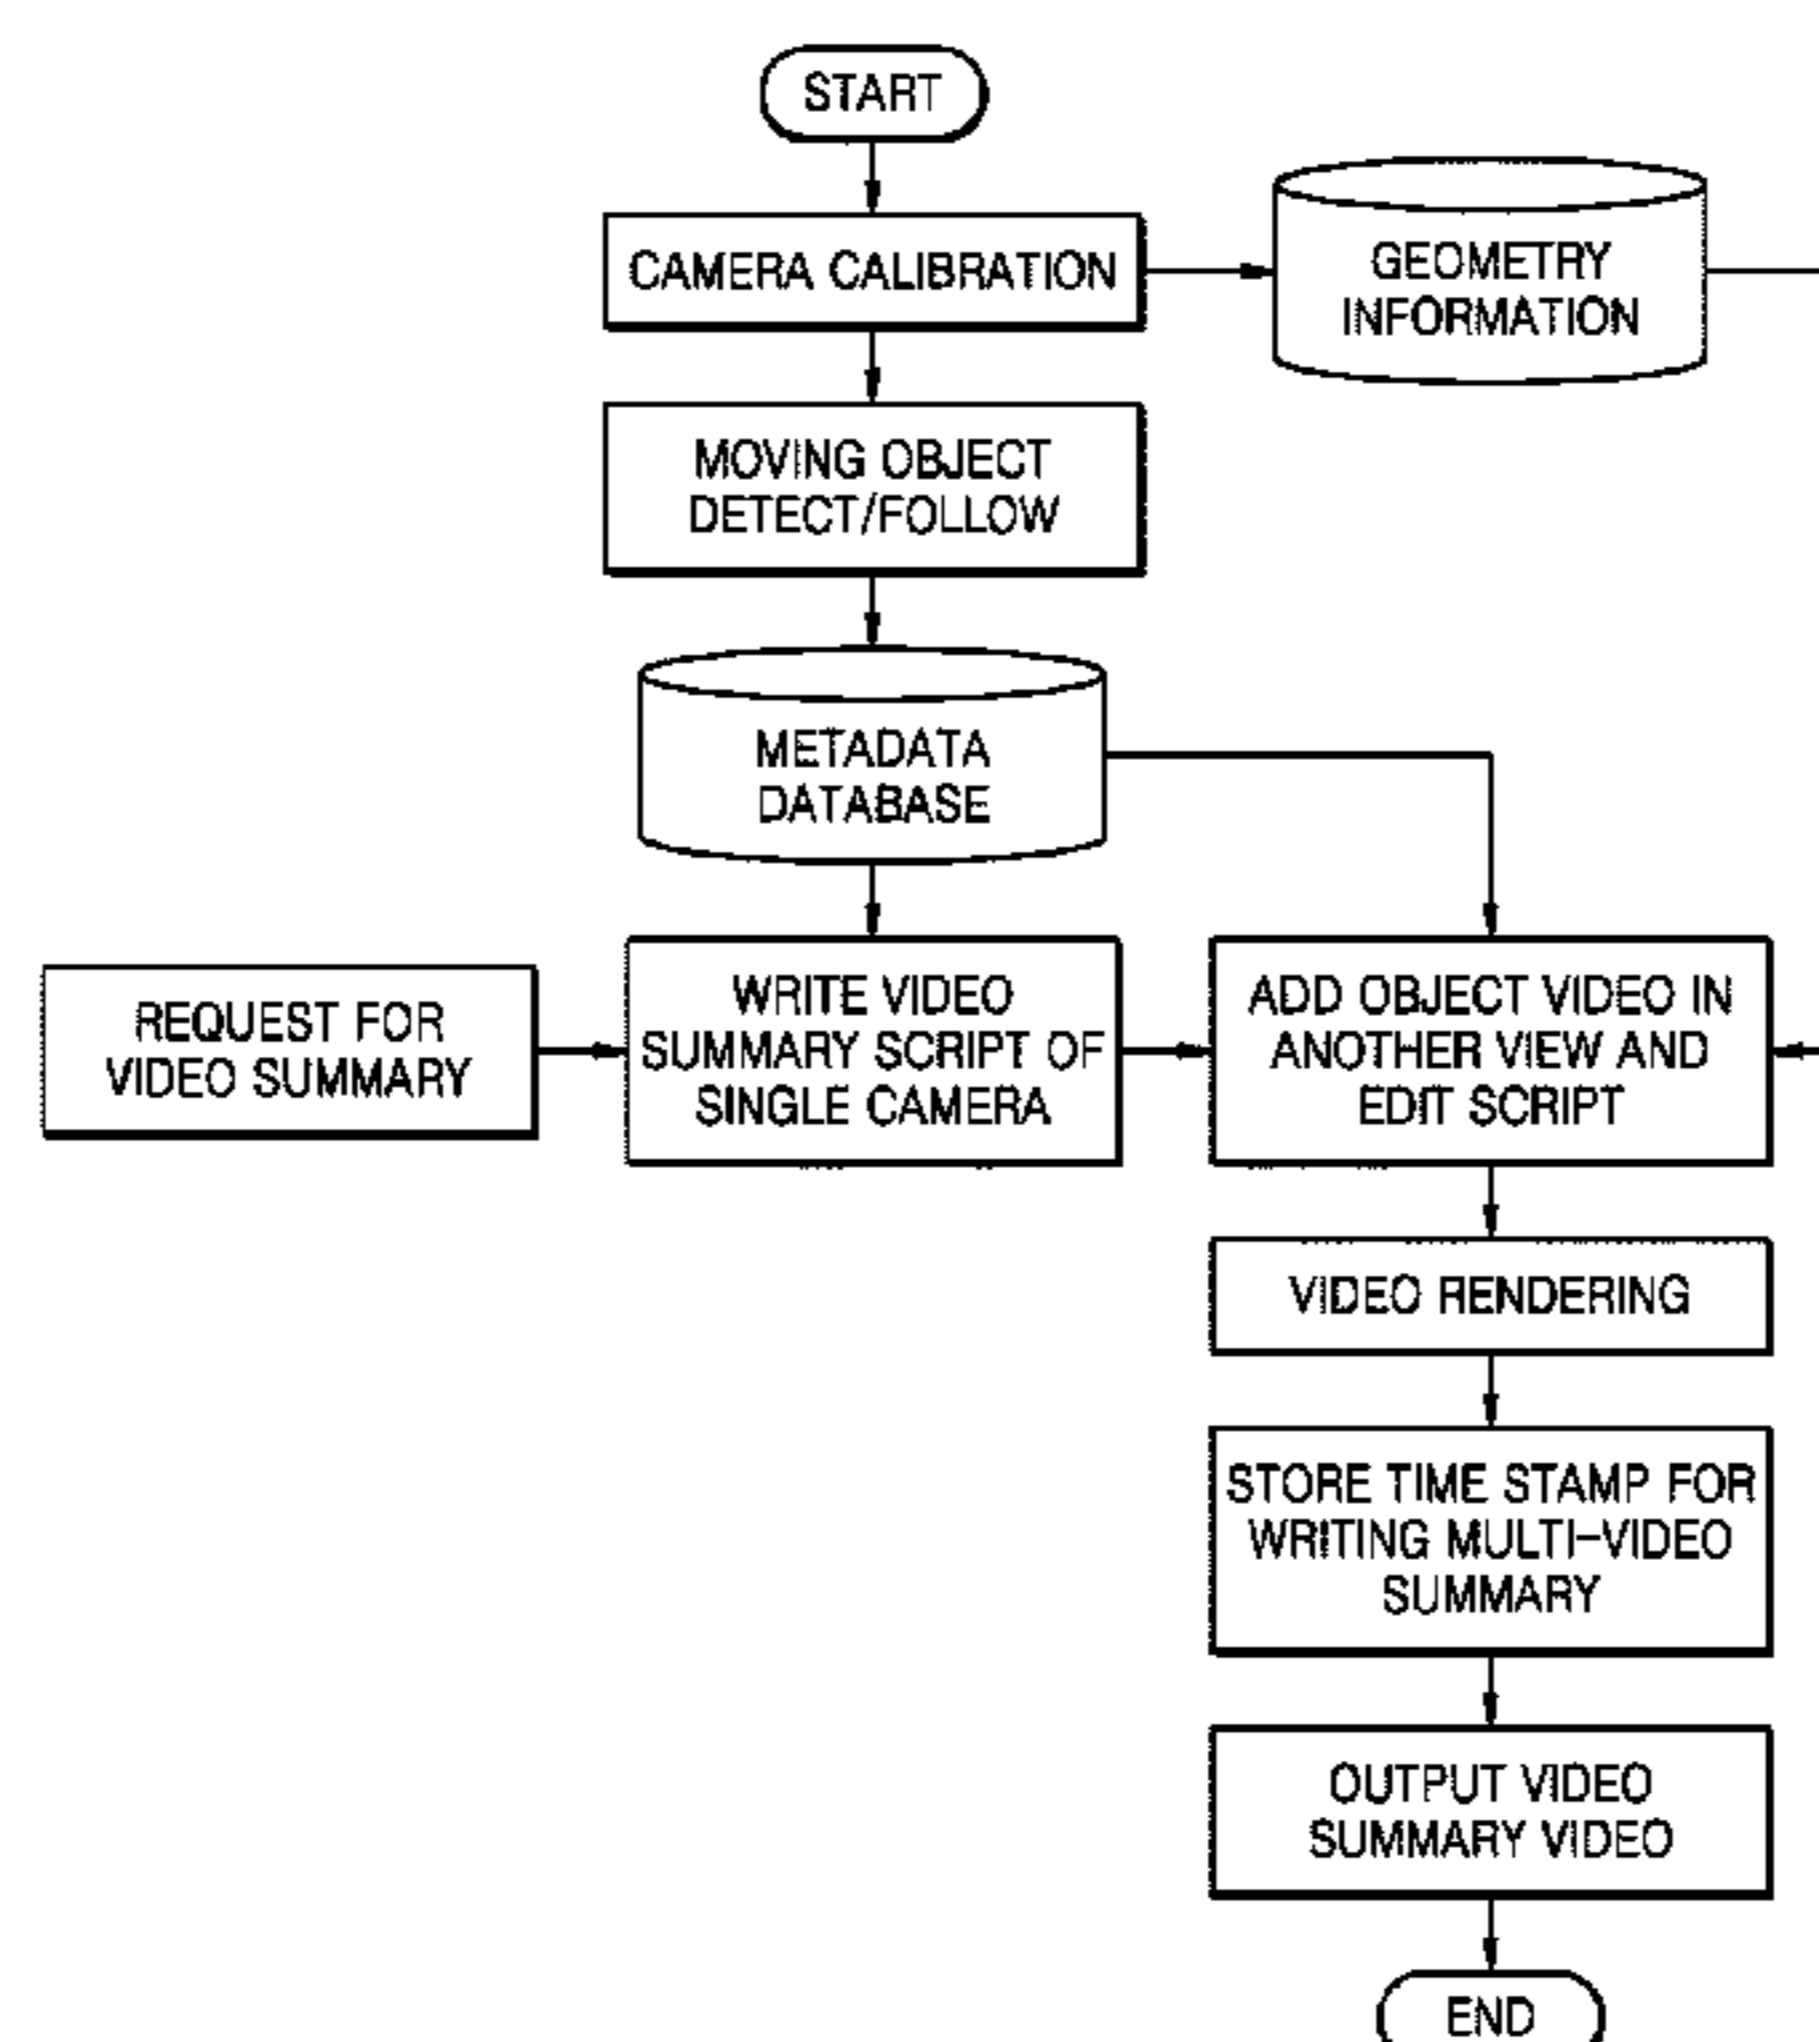 START
CAMERA CALIBRATION
GEOMETRY
INFORMATION
MOVING OBJECT
DETECT/FOLLOW
METADATA
DATABASE
REQUEST FOR
VIDEO SUMMARY
WRITE VIDEO
SUMMARY SCRIPT OF
SINGLE CAMERA
ADD OBJECT VIDEO IN
ANOTHER VIEW AND
EDIT SCRIPT
VIDEO RENDERING
STORE TIME STAMP FOR
WRITING MULTI-VIDEO
SUMMARY
OUTPUT VIDEO
SUMMARY VIDEO
END